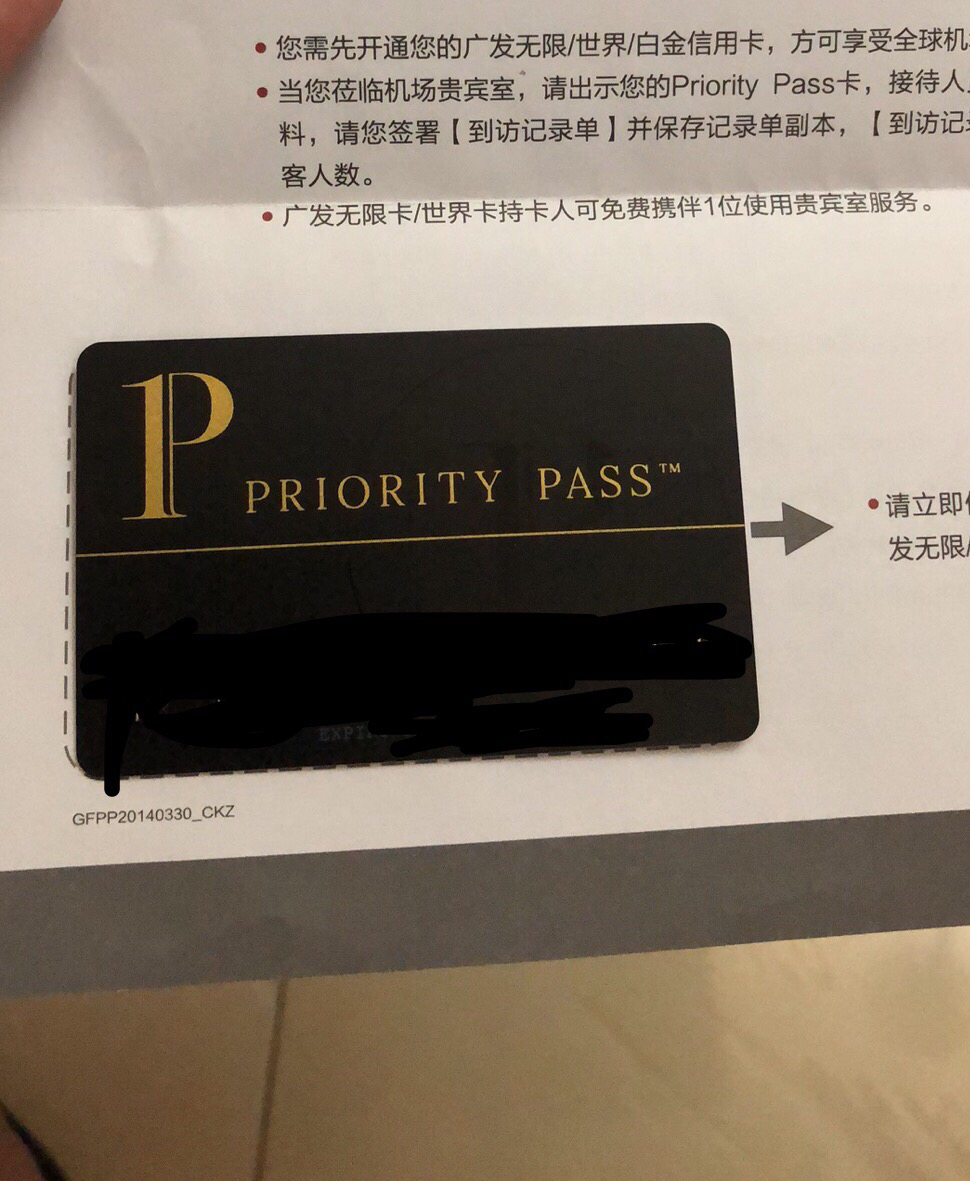 • 您需先开通您的广发无限/世界/白金信用卡，方可享受全球机
• 当您莅临机场贵宾室，请出示您的Priority Pass卡，接待人
料，请您签署【到访记录单】并保存记录单副本，【到访记
客人数。
• 广发无限卡/世界卡持卡人可免费携伴1位使用贵宾室服务。
PRIORITY PASS™
• 请立即
发无限/
GFPP20140330_CKZ